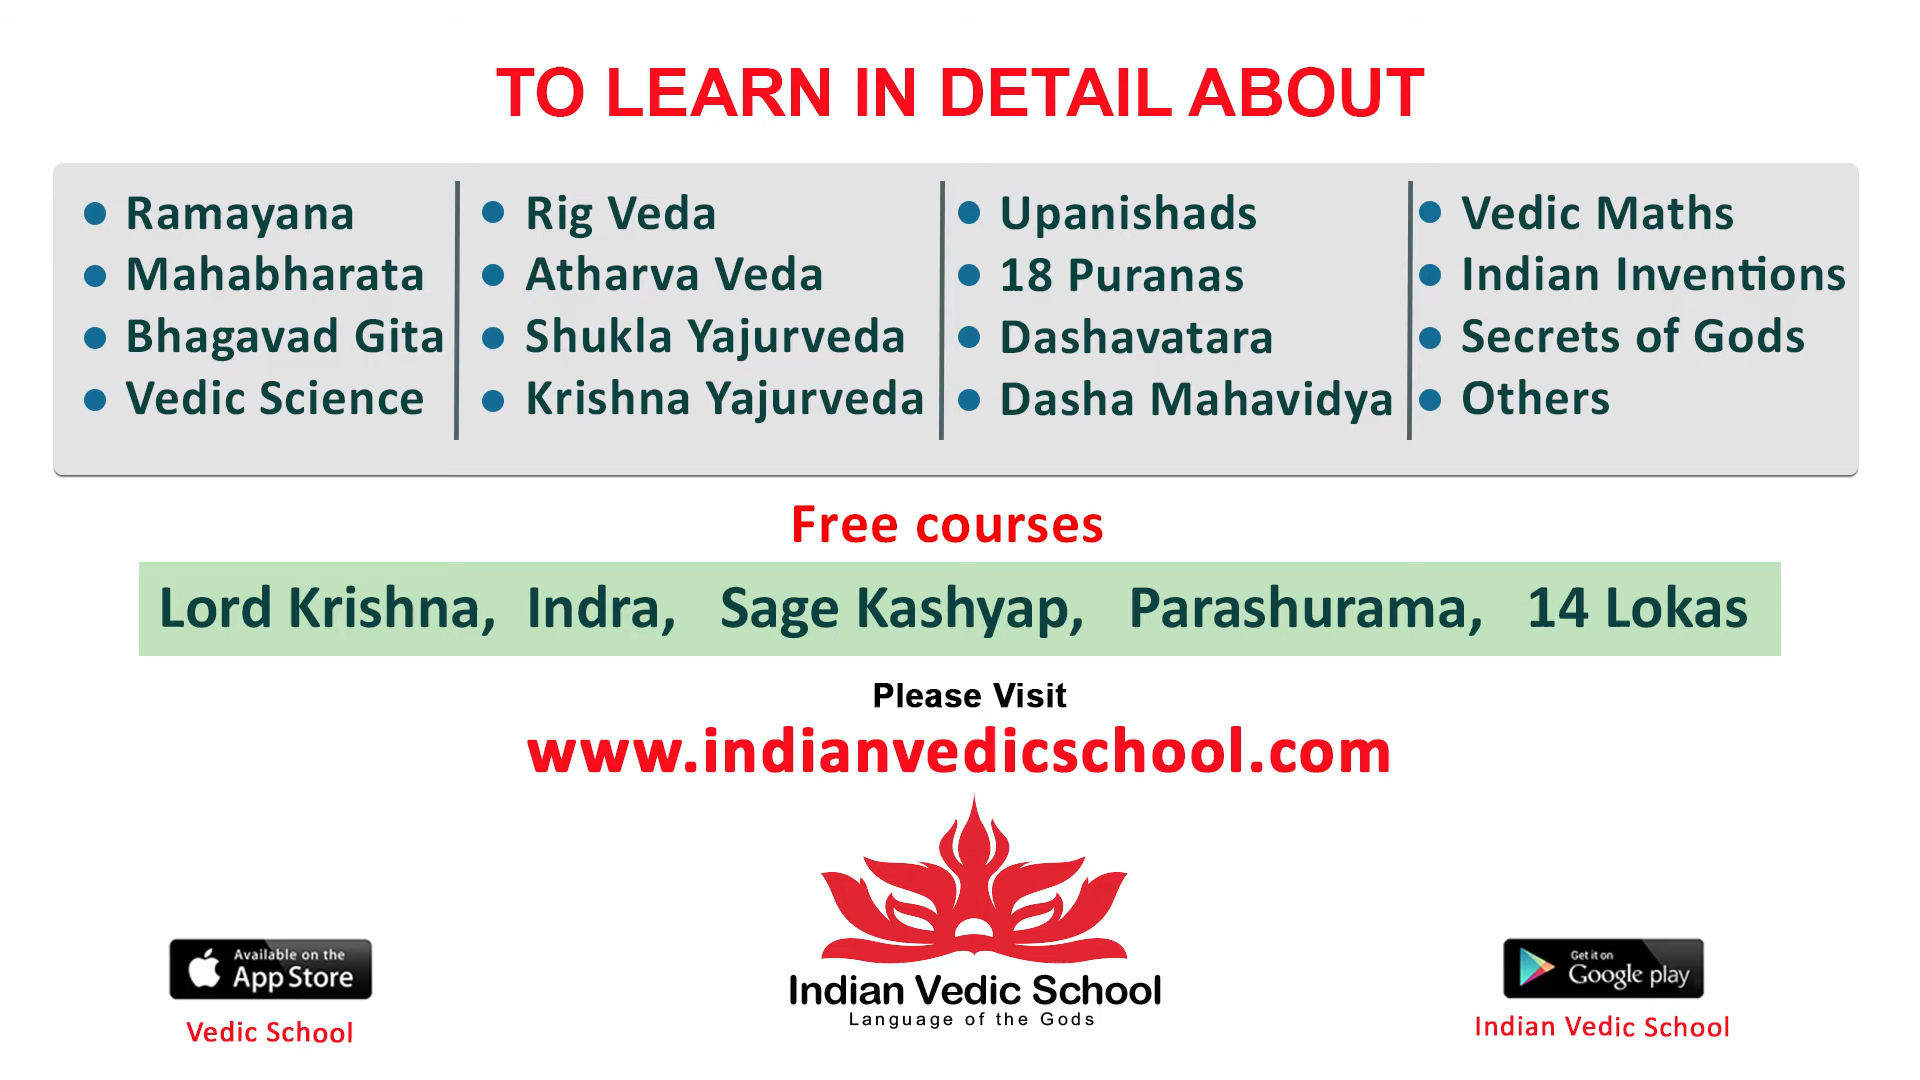 TO LEARN IN DETAIL ABOUT
Ramayana
Mahabharata
Bhagavad Gita
Vedic Science
Rig Veda
Atharva Veda
Shukla Yajurveda
Krishna Yajurveda
Upanishads
18 Puranas
Dashavatara
Dasha Mahavidya
Vedic Maths
Indian Inventions
Secrets of Gods
Others
Free courses
Lord Krishna, Indra, Sage Kashyap, Parashurama, 14 Lokas
Please Visit
www.indianvedicschool.com
Indian Vedic School
Language of the Gods
Available on the
App Store
Vedic School
Get it on
Google play
Indian Vedic School